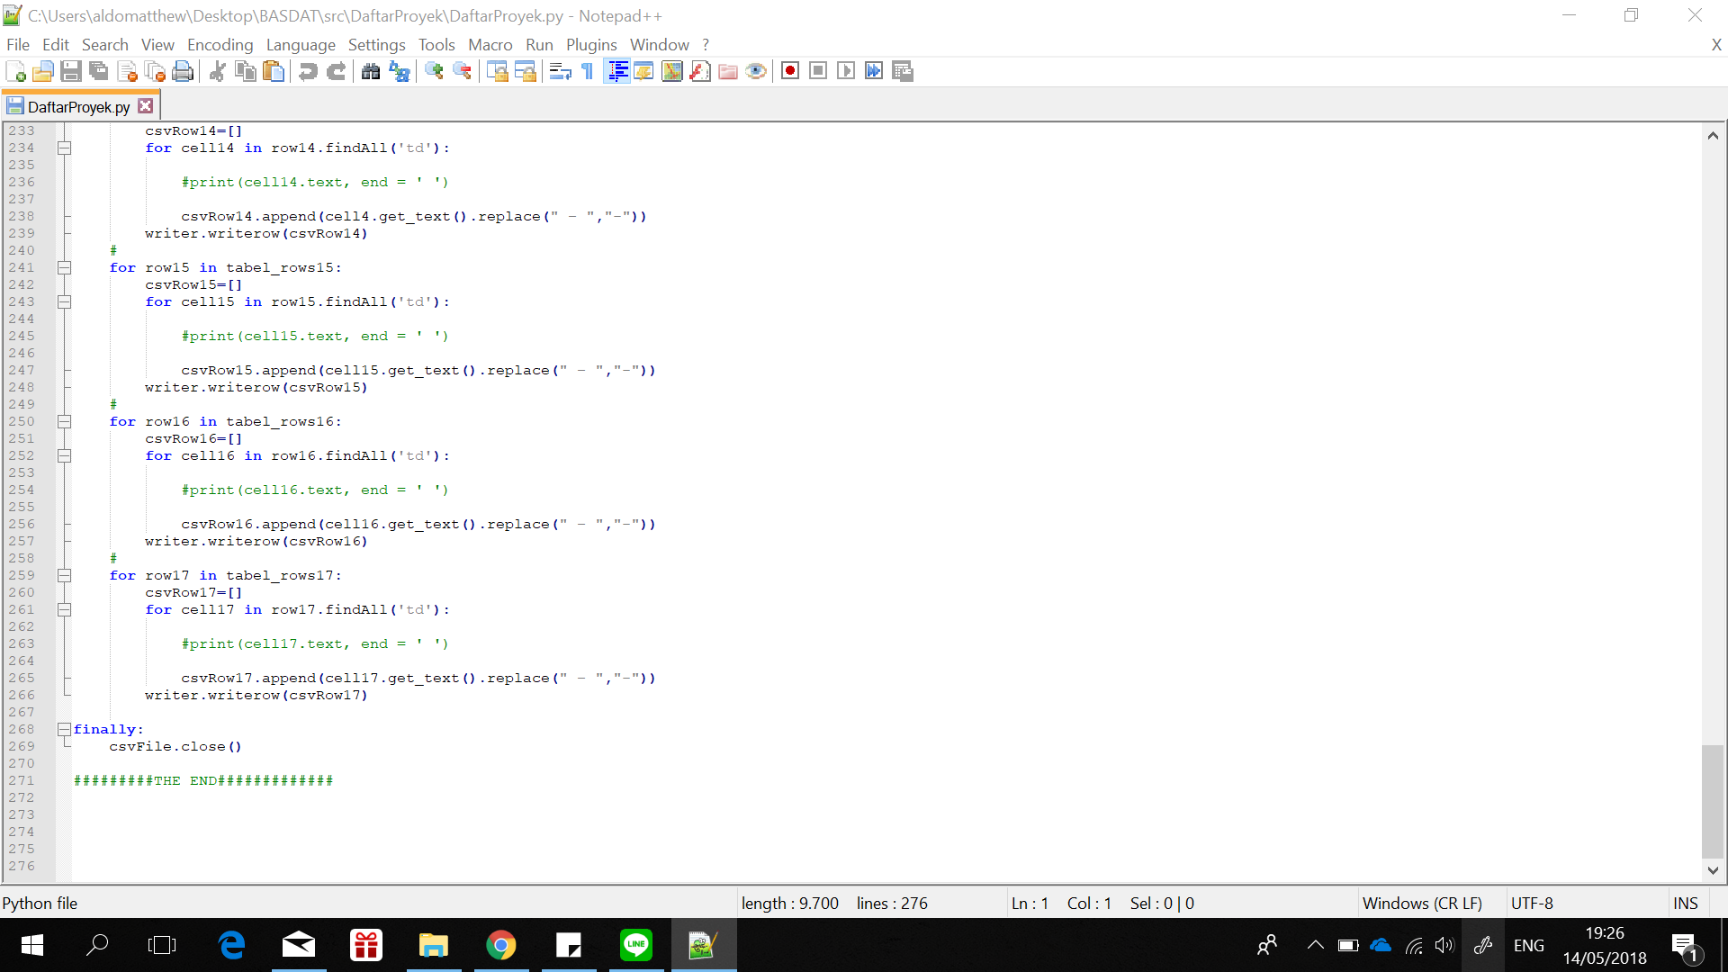 C:\Users\aldomatthew\Desktop\BASDAT\src\DaftarProyek\DaftarProyek.py - Notepad++
File Edit Search View Encoding Language Settings Tools Macro Run Plugins Window ? X
DaftarProyek.py
233 csvRow14=[]
234 for cell14 in row14.findAll('td'):
235
236 #print(cell14.text, end = ' ')
237
238 csvRow14.append(cell4.get_text().replace(" - ","-"))
239 writer.writerow(csvRow14)
240 #
241 for row15 in tabel_rows15:
242 csvRow15=[]
243 for cell15 in row15.findAll('td'):
244
245 #print(cell15.text, end = ' ')
246
247 csvRow15.append(cell15.get_text().replace(" - ","-"))
248 writer.writerow(csvRow15)
249 #
250 for row16 in tabel_rows16:
251 csvRow16=[]
252 for cell16 in row16.findAll('td'):
253
254 #print(cell16.text, end = ' ')
255
256 csvRow16.append(cell16.get_text().replace(" - ","-"))
257 writer.writerow(csvRow16)
258 #
259 for row17 in tabel_rows17:
260 csvRow17=[]
261 for cell17 in row17.findAll('td'):
262
263 #print(cell17.text, end = ' ')
264
265 csvRow17.append(cell17.get_text().replace(" - ","-"))
266 writer.writerow(csvRow17)
267
268 finally:
269 csvFile.close()
270
271 #########THE END#############
272
273
274
275
276
Python file length : 9.700 lines : 276 Ln : 1 Col : 1 Sel : 0 | 0 Windows (CR LF) UTF-8 INS
LINE
ENG
19:26
14/05/2018
1